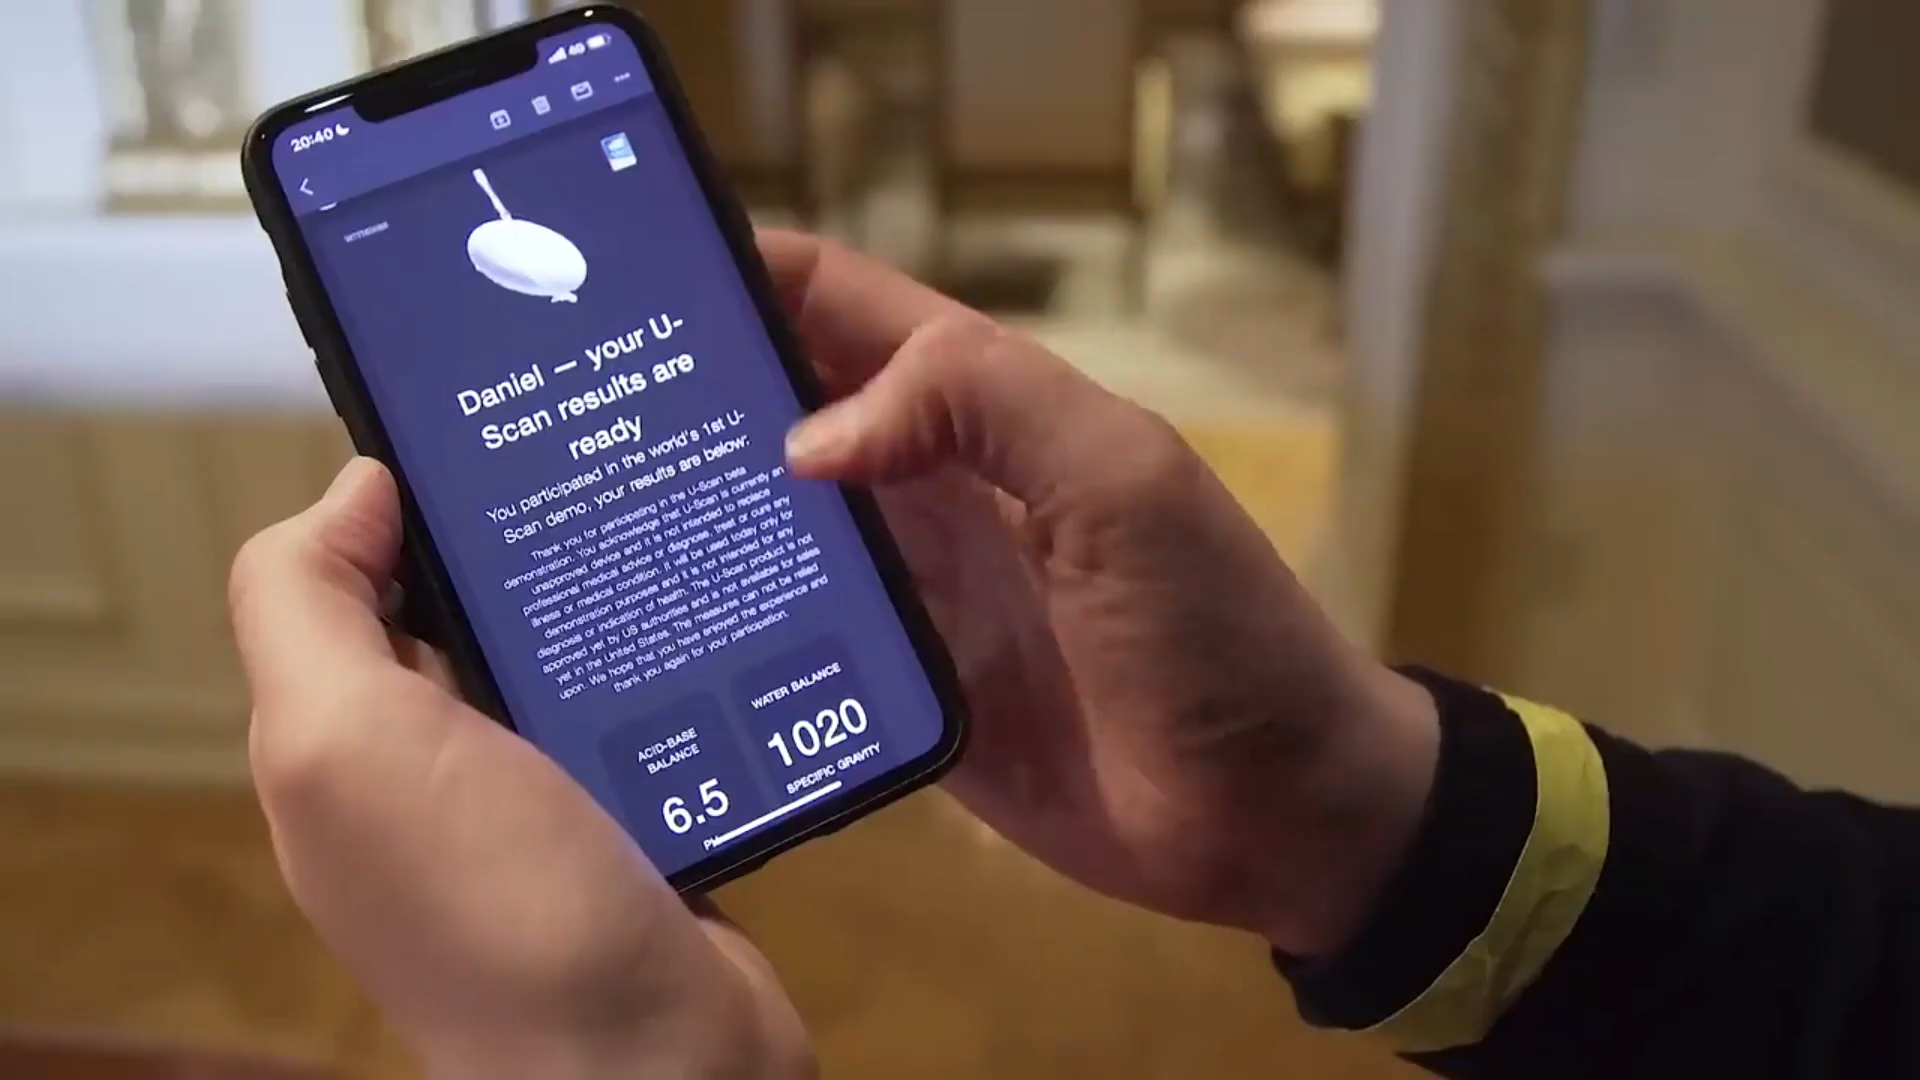 4G
20:40
WITHINGS
Daniel — your U-
Scan results are
ready
You participated in the world's 1st U-
Scan demo, your results are below:
Thank you for participating in the U-Scan beta
demonstration. You acknowledge that U-Scan is currently an
unapproved device and it is not intended to replace
professional medical advice or diagnose, treat or cure any
illness or medical condition. It will be used today only for
demonstration purposes and it is not intended for any
diagnosis or indication of health. The U-Scan product is not
approved yet by US authorities and is not available for sales
yet in the United States. The measures can not be relied
upon. We hope that you have enjoyed the experience and
thank you again for your participation.
ACID-BASE
BALANCE
6.5
WATER BALANCE
1020
SPECIFIC GRAVITY